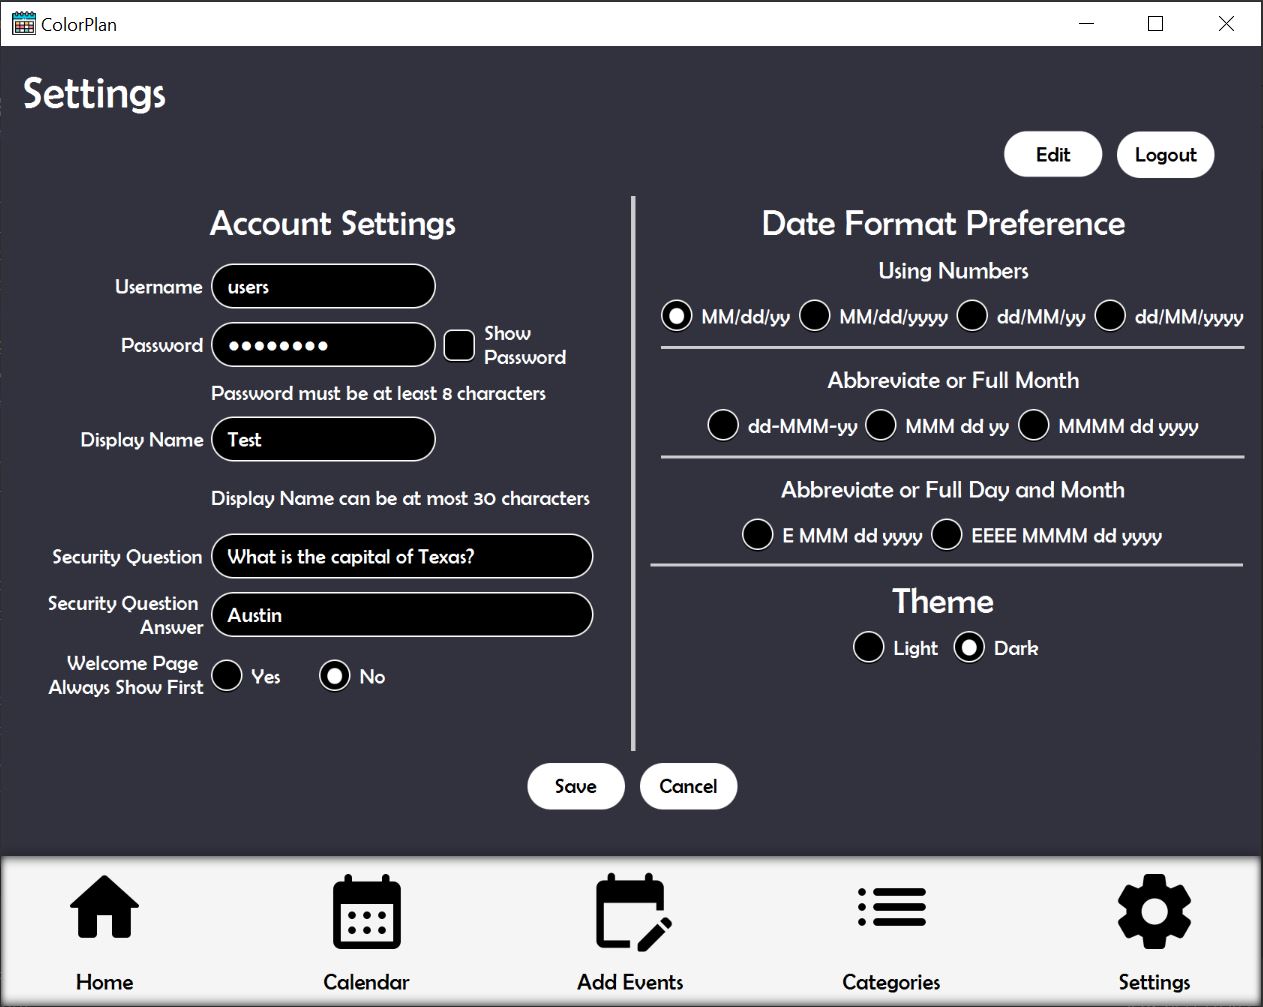 ColorPlan
Settings
Edit
Logout
Account Settings
Username
users
Password
●●●●●●●●
Show
Password
Password must be at least 8 characters
Display Name
Test
Display Name can be at most 30 characters
Security Question
What is the capital of Texas?
Security Question
Answer
Austin
Welcome Page
Always Show First
Yes
No
Date Format Preference
Using Numbers
MM/dd/yy
MM/dd/yyyy
dd/MM/yy
dd/MM/yyyy
Abbreviate or Full Month
dd-MMM-yy
MMM dd yy
MMMM dd yyyy
Abbreviate or Full Day and Month
E MMM dd yyyy
EEEE MMMM dd yyyy
Theme
Light
Dark
Save
Cancel
Home
Calendar
Add Events
Categories
Settings